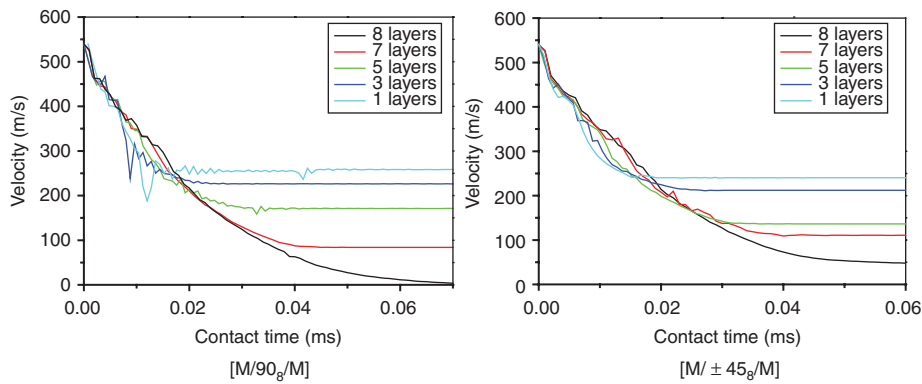 600
500
400
300
200
100
0
Velocity (m/s)
8 layers
7 layers
5 layers
3 layers
1 layers
0.00
0.02
0.04
0.06
Contact time (ms)
[M/90₈/M]
600
500
400
300
200
100
0
Velocity (m/s)
8 layers
7 layers
5 layers
3 layers
1 layers
0.00
0.02
0.04
0.06
Contact time (ms)
[M/ ± 45₈/M]